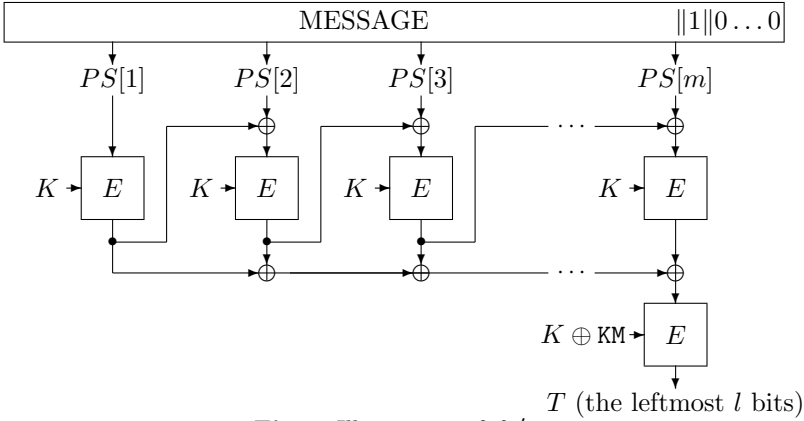 MESSAGE ‖1‖0 . . . 0
PS[1] PS[2] PS[3] PS[m]
· · ·
K E K E K E K E
· · ·
K ⊕ KM E
T (the leftmost l bits)